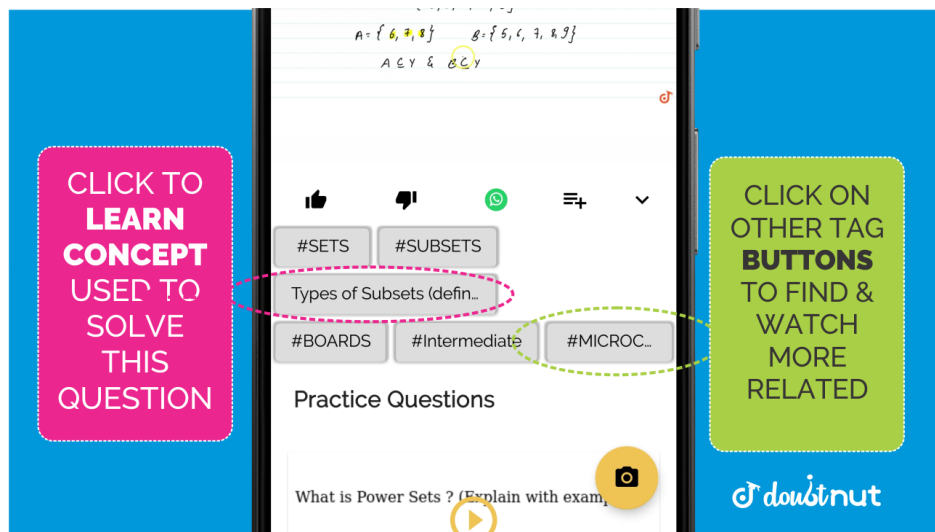 A = { 6, 7, 8 } B = { 5, 6, 7, 8, 9 }
A ⊆ Y & B ⊆ Y
CLICK TO
LEARN
CONCEPT
USED TO
SOLVE
THIS
QUESTION
#SETS #SUBSETS
Types of Subsets (defin...
#BOARDS #Intermediate #MICROC...
Practice Questions
What is Power Sets ? (Explain with examp
CLICK ON
OTHER TAG
BUTTONS
TO FIND &
WATCH
MORE
RELATED
doubtnut